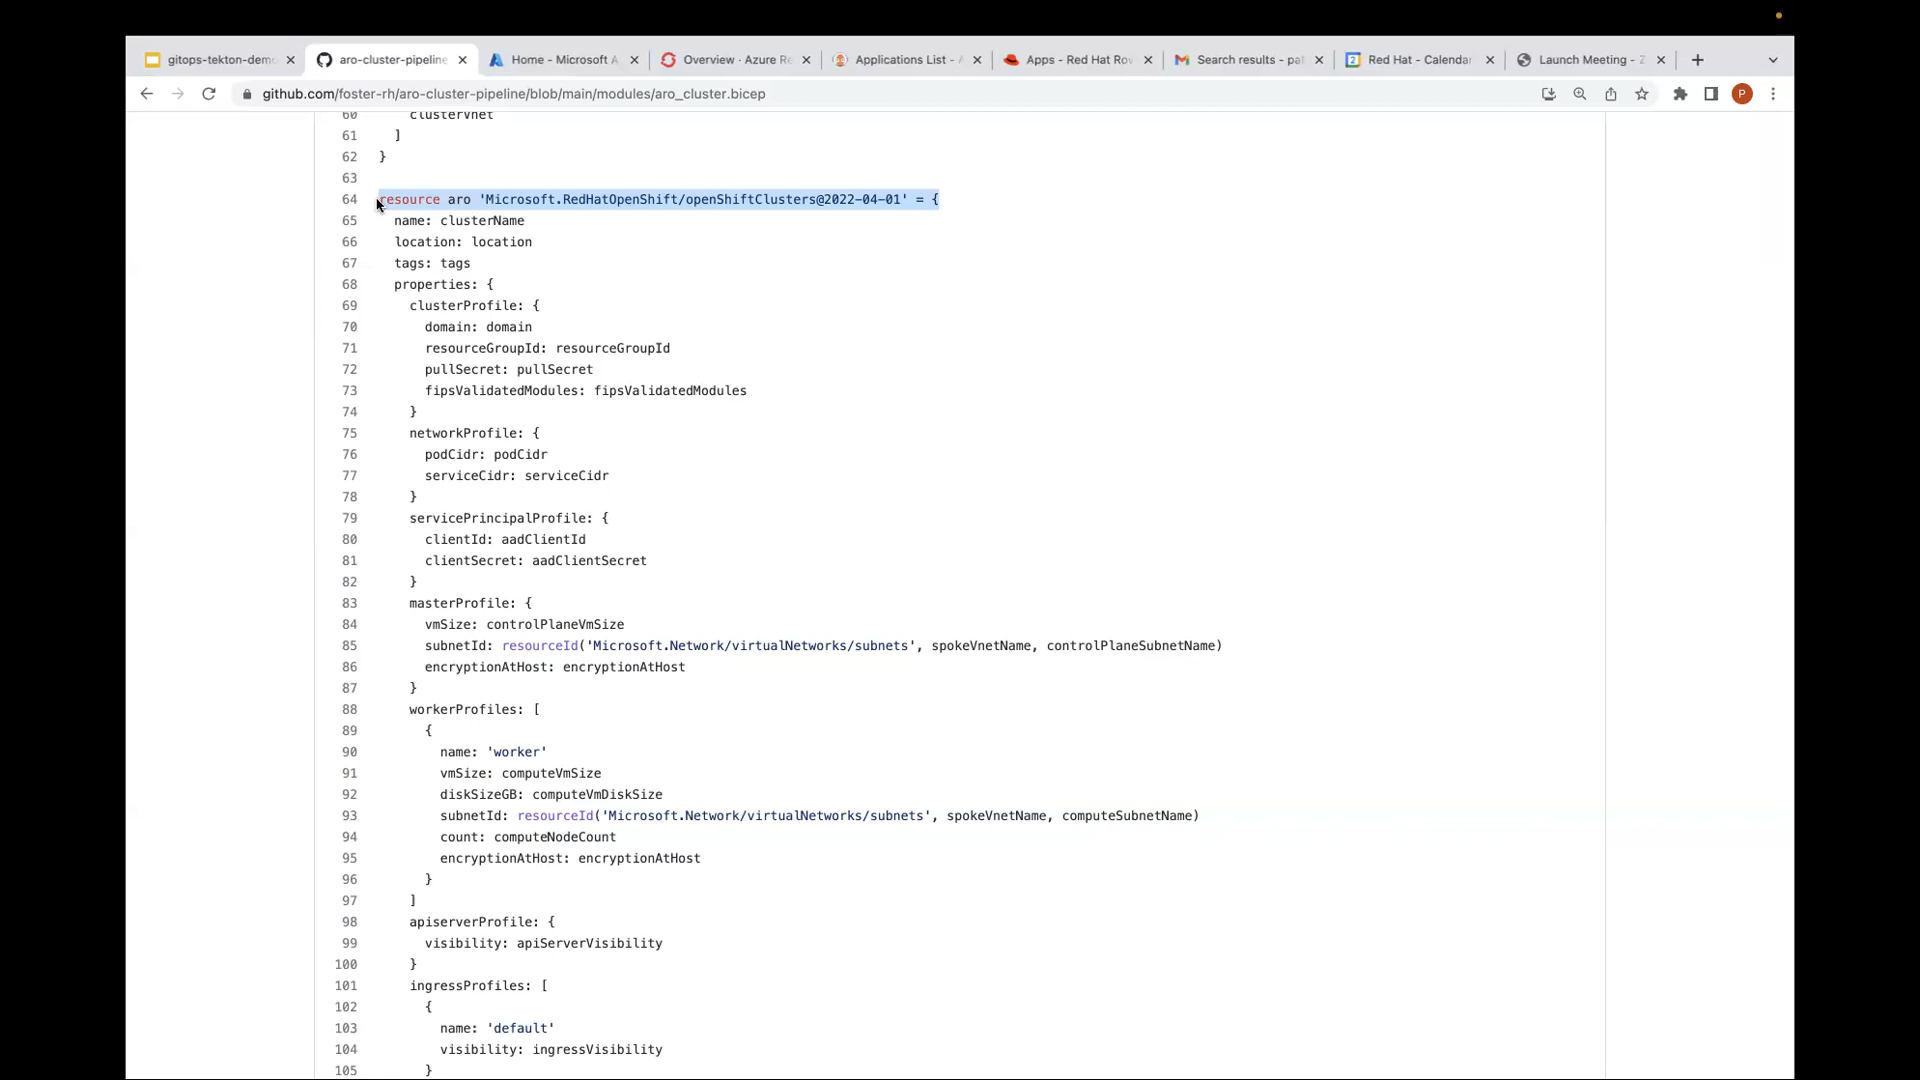 gitops-tekton-demo
aro-cluster-pipeline
Home - Microsoft A
Overview - Azure Re
Applications List - A
Apps - Red Hat Rov
Search results - pat
Red Hat - Calendar
Launch Meeting - Z
github.com/foster-rh/aro-cluster-pipeline/blob/main/modules/aro_cluster.bicep
P
60 clusterVnet
61 ]
62 }
63
64 resource aro 'Microsoft.RedHatOpenShift/openShiftClusters@2022-04-01' = {
65 name: clusterName
66 location: location
67 tags: tags
68 properties: {
69 clusterProfile: {
70 domain: domain
71 resourceGroupId: resourceGroupId
72 pullSecret: pullSecret
73 fipsValidatedModules: fipsValidatedModules
74 }
75 networkProfile: {
76 podCidr: podCidr
77 serviceCidr: serviceCidr
78 }
79 servicePrincipalProfile: {
80 clientId: aadClientId
81 clientSecret: aadClientSecret
82 }
83 masterProfile: {
84 vmSize: controlPlaneVmSize
85 subnetId: resourceId('Microsoft.Network/virtualNetworks/subnets', spokeVnetName, controlPlaneSubnetName)
86 encryptionAtHost: encryptionAtHost
87 }
88 workerProfiles: [
89 {
90 name: 'worker'
91 vmSize: computeVmSize
92 diskSizeGB: computeVmDiskSize
93 subnetId: resourceId('Microsoft.Network/virtualNetworks/subnets', spokeVnetName, computeSubnetName)
94 count: computeNodeCount
95 encryptionAtHost: encryptionAtHost
96 }
97 ]
98 apiserverProfile: {
99 visibility: apiServerVisibility
100 }
101 ingressProfiles: [
102 {
103 name: 'default'
104 visibility: ingressVisibility
105 }